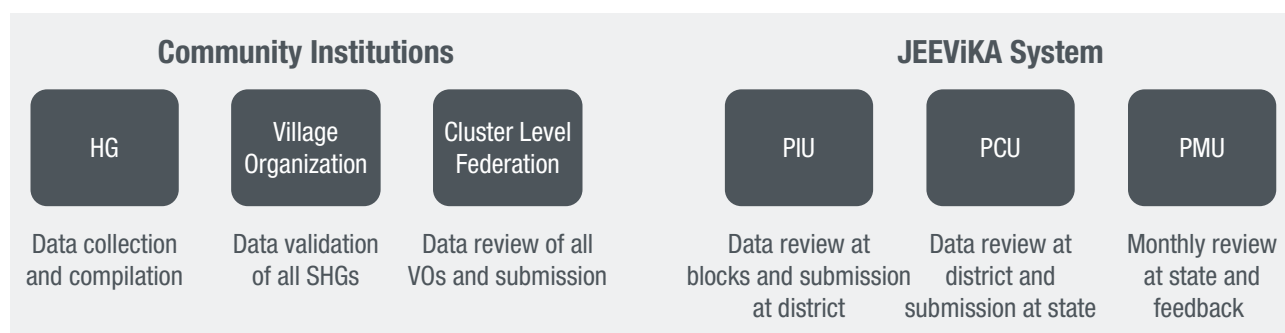 Community Institutions
JEEViKA System
HG
Village
Organization
Cluster Level
Federation
PIU
PCU
PMU
Data collection
and compilation
Data validation
of all SHGs
Data review of all
VOs and submission
Data review at
blocks and submission
at district
Data review at
district and
submission at state
Monthly review
at state and
feedback